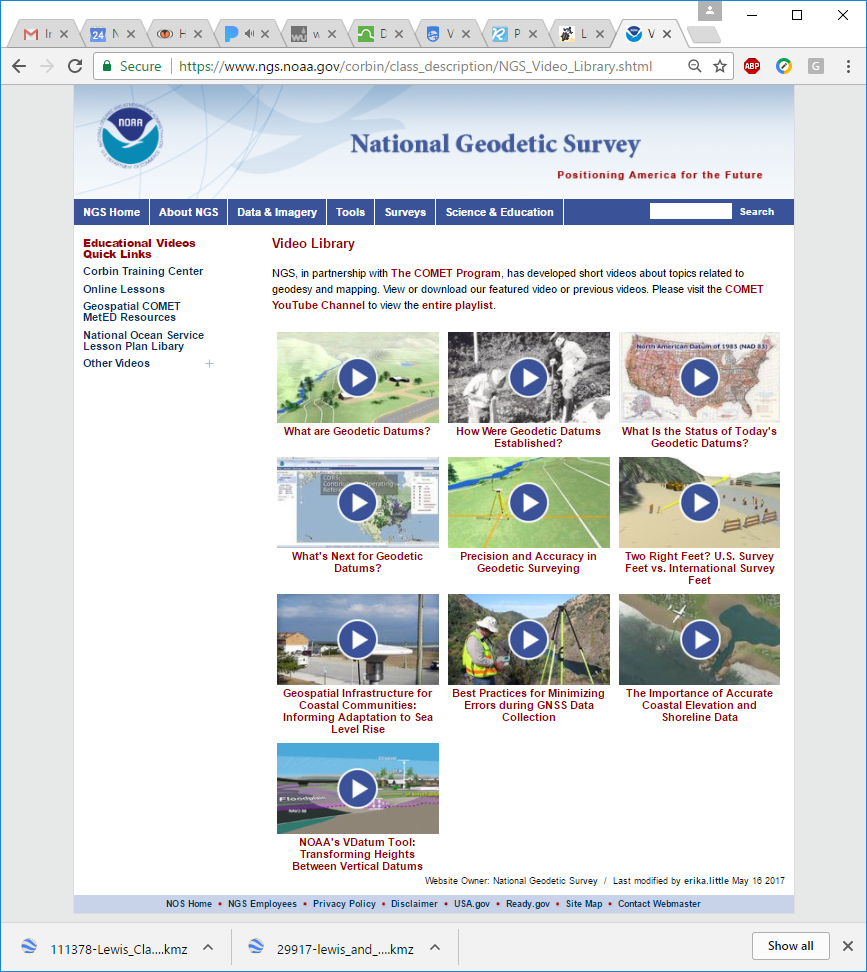 Secure
https://www.ngs.noaa.gov/corbin/class_description/NGS_Video_Library.shtml
ABP
G
NOAA
National Geodetic Survey
Positioning America for the Future
NGS Home
About NGS
Data & Imagery
Tools
Surveys
Science & Education
Search
Educational Videos
Quick Links
Corbin Training Center
Online Lessons
Geospatial COMET
MetED Resources
National Ocean Service
Lesson Plan Libary
Other Videos
Video Library
NGS, in partnership with The COMET Program, has developed short videos about topics related to
geodesy and mapping. View or download our featured video or previous videos. Please visit the COMET
YouTube Channel to view the entire playlist.
North American Datum of 1983 (NAD 83)
What are Geodetic Datums?
How Were Geodetic Datums
Established?
What Is the Status of Today's
Geodetic Datums?
What's Next for Geodetic
Datums?
Precision and Accuracy in
Geodetic Surveying
Two Right Feet? U.S. Survey
Feet vs. International Survey
Feet
Geospatial Infrastructure for
Coastal Communities:
Informing Adaptation to Sea
Level Rise
Best Practices for Minimizing
Errors during GNSS Data
Collection
The Importance of Accurate
Coastal Elevation and
Shoreline Data
Floodplain
NOAA's VDatum Tool:
Transforming Heights
Between Vertical Datums
Website Owner: National Geodetic Survey / Last modified by erika.little May 16 2017
NOS Home • NGS Employees • Privacy Policy • Disclaimer • USA.gov • Ready.gov • Site Map • Contact Webmaster
111378-Lewis_Cla....kmz
29917-lewis_and_....kmz
Show all